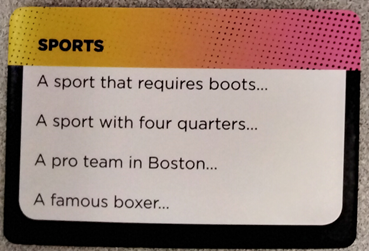 SPORTS
A sport that requires boots...
A sport with four quarters...
A pro team in Boston...
A famous boxer...